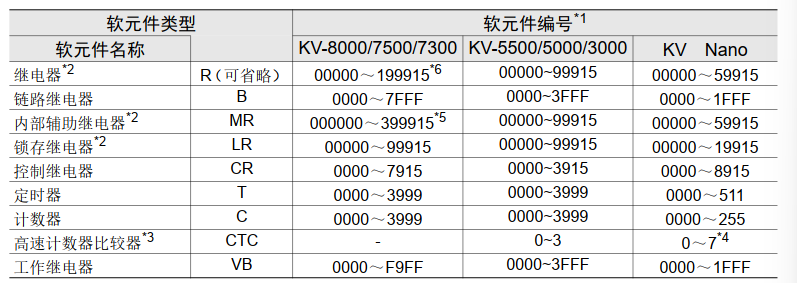 软元件类型 软元件编号*1
软元件名称 KV-8000/7500/7300 KV-5500/5000/3000 KV Nano
继电器*2 R（可省略） 00000～199915*6 00000~99915 00000～59915
链路继电器 B 0000～7FFF 0000~3FFF 0000～1FFF
内部辅助继电器*2 MR 000000～399915*5 00000~99915 00000～59915
锁存继电器*2 LR 00000～99915 00000~99915 00000～19915
控制继电器 CR 0000～7915 0000~3915 0000～8915
定时器 T 0000～3999 0000~3999 0000～511
计数器 C 0000～3999 0000~3999 0000～255
高速计数器比较器*3 CTC - 0~3 0～7*4
工作继电器 VB 0000～F9FF 0000~3FFF 0000～1FFF